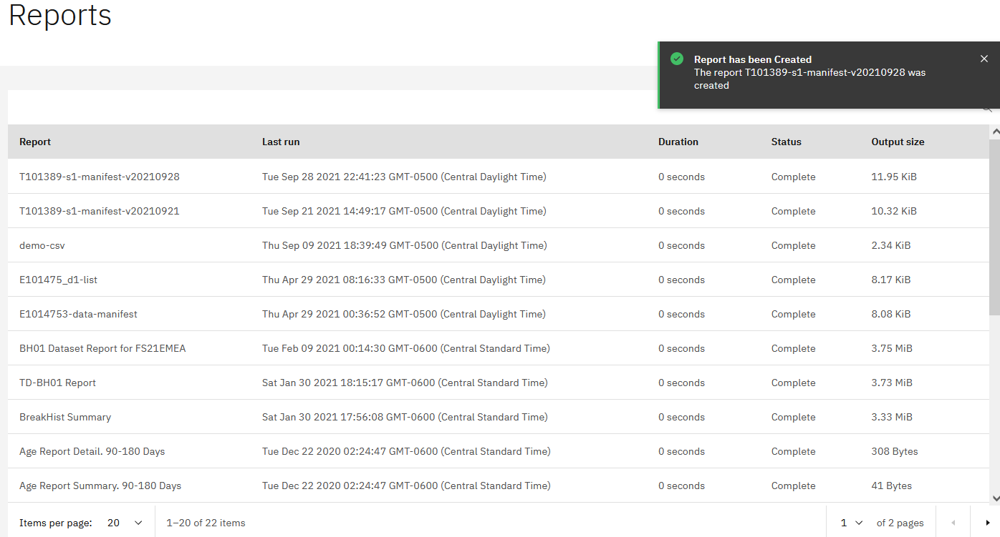 Reports
Report has been Created
The report T101389-s1-manifest-v20210928 was
created
Report Last run Duration Status Output size
T101389-s1-manifest-v20210928 Tue Sep 28 2021 22:41:23 GMT-0500 (Central Daylight Time) 0 seconds Complete 11.95 KiB
T101389-s1-manifest-v20210921 Tue Sep 21 2021 14:49:17 GMT-0500 (Central Daylight Time) 0 seconds Complete 10.32 KiB
demo-csv Thu Sep 09 2021 18:39:49 GMT-0500 (Central Daylight Time) 0 seconds Complete 2.34 KiB
E101475_d1-list Thu Apr 29 2021 08:16:33 GMT-0500 (Central Daylight Time) 0 seconds Complete 8.17 KiB
E1014753-data-manifest Thu Apr 29 2021 00:36:52 GMT-0500 (Central Daylight Time) 0 seconds Complete 8.08 KiB
BH01 Dataset Report for FS21EMEA Tue Feb 09 2021 00:14:30 GMT-0600 (Central Standard Time) 0 seconds Complete 3.75 MiB
TD-BH01 Report Sat Jan 30 2021 18:15:17 GMT-0600 (Central Standard Time) 0 seconds Complete 3.73 MiB
BreakHist Summary Sat Jan 30 2021 17:56:08 GMT-0600 (Central Standard Time) 0 seconds Complete 3.33 MiB
Age Report Detail. 90-180 Days Tue Dec 22 2020 02:24:47 GMT-0600 (Central Standard Time) 0 seconds Complete 308 Bytes
Age Report Summary. 90-180 Days Tue Dec 22 2020 02:24:47 GMT-0600 (Central Standard Time) 0 seconds Complete 41 Bytes
Items per page: 20 1–20 of 22 items 1 of 2 pages